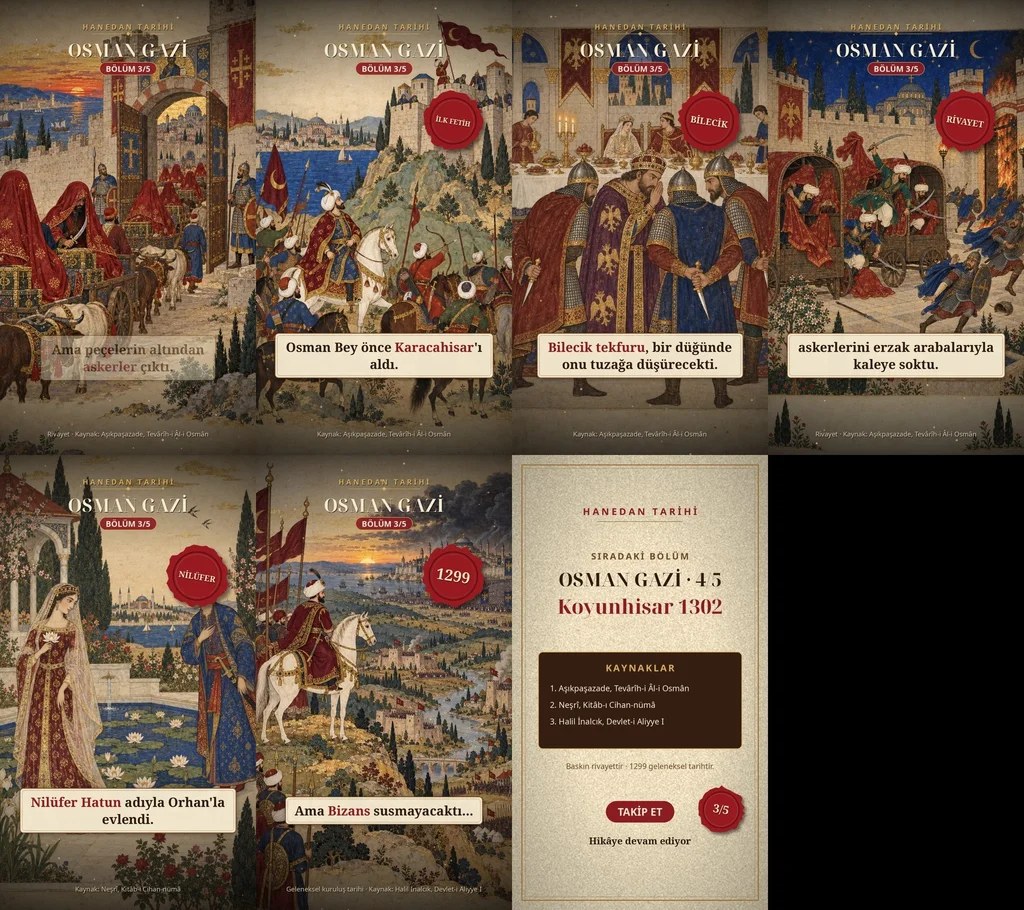 HANEDAN TARİHİ
OSMAN GAZİ
BÖLÜM 3/5
Ama peçelerin altından
askerler çıktı.
Rivayet · Kaynak: Aşıkpaşazade, Tevârîh-i Âl-i Osmân
HANEDAN TARİHİ
OSMAN GAZİ
BÖLÜM 3/5
İLK FETİH
Osman Bey önce Karacahisar'ı
aldı.
Kaynak: Aşıkpaşazade, Tevârîh-i Âl-i Osmân
HANEDAN TARİHİ
OSMAN GAZİ
BÖLÜM 3/5
BİLECİK
Bilecik tekfuru, bir düğünde
onu tuzağa düşürecekti.
Kaynak: Aşıkpaşazade, Tevârîh-i Âl-i Osmân
HANEDAN TARİHİ
OSMAN GAZİ
BÖLÜM 3/5
RİVAYET
askerlerini erzak arabalarıyla
kaleye soktu.
Rivayet · Kaynak: Aşıkpaşazade, Tevârîh-i Âl-i Osmân
HANEDAN TARİHİ
OSMAN GAZİ
BÖLÜM 3/5
NİLÜFER
Nilüfer Hatun adıyla Orhan'la
evlendi.
Kaynak: Neşrî, Kitâb-ı Cihan-nümâ
HANEDAN TARİHİ
OSMAN GAZİ
BÖLÜM 3/5
1299
Ama Bizans susmayacaktı...
Geleneksel kuruluş tarihi · Kaynak: Halil İnalcık, Devlet-i Aliyye I
HANEDAN TARİHİ
SIRADAKİ BÖLÜM
OSMAN GAZİ · 4/5
Koyunhisar 1302
KAYNAKLAR
1. Aşıkpaşazade, Tevârîh-i Âl-i Osmân
2. Neşrî, Kitâb-ı Cihan-nümâ
3. Halil İnalcık, Devlet-i Aliyye I
Baskın rivayettir · 1299 geleneksel tarihtir.
TAKİP ET
3/5
Hikâye devam ediyor